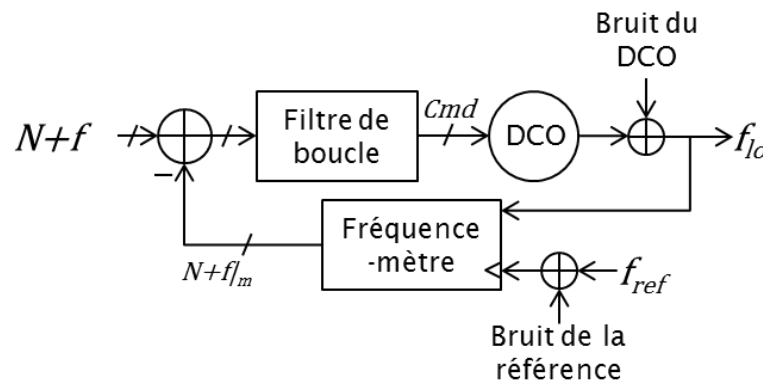 Bruit du
DCO
N+f
Filtre de
boucle
Cmd
DCO
f_lo
−
Fréquence
-mètre
N+f|_m
f_ref
Bruit de la
référence